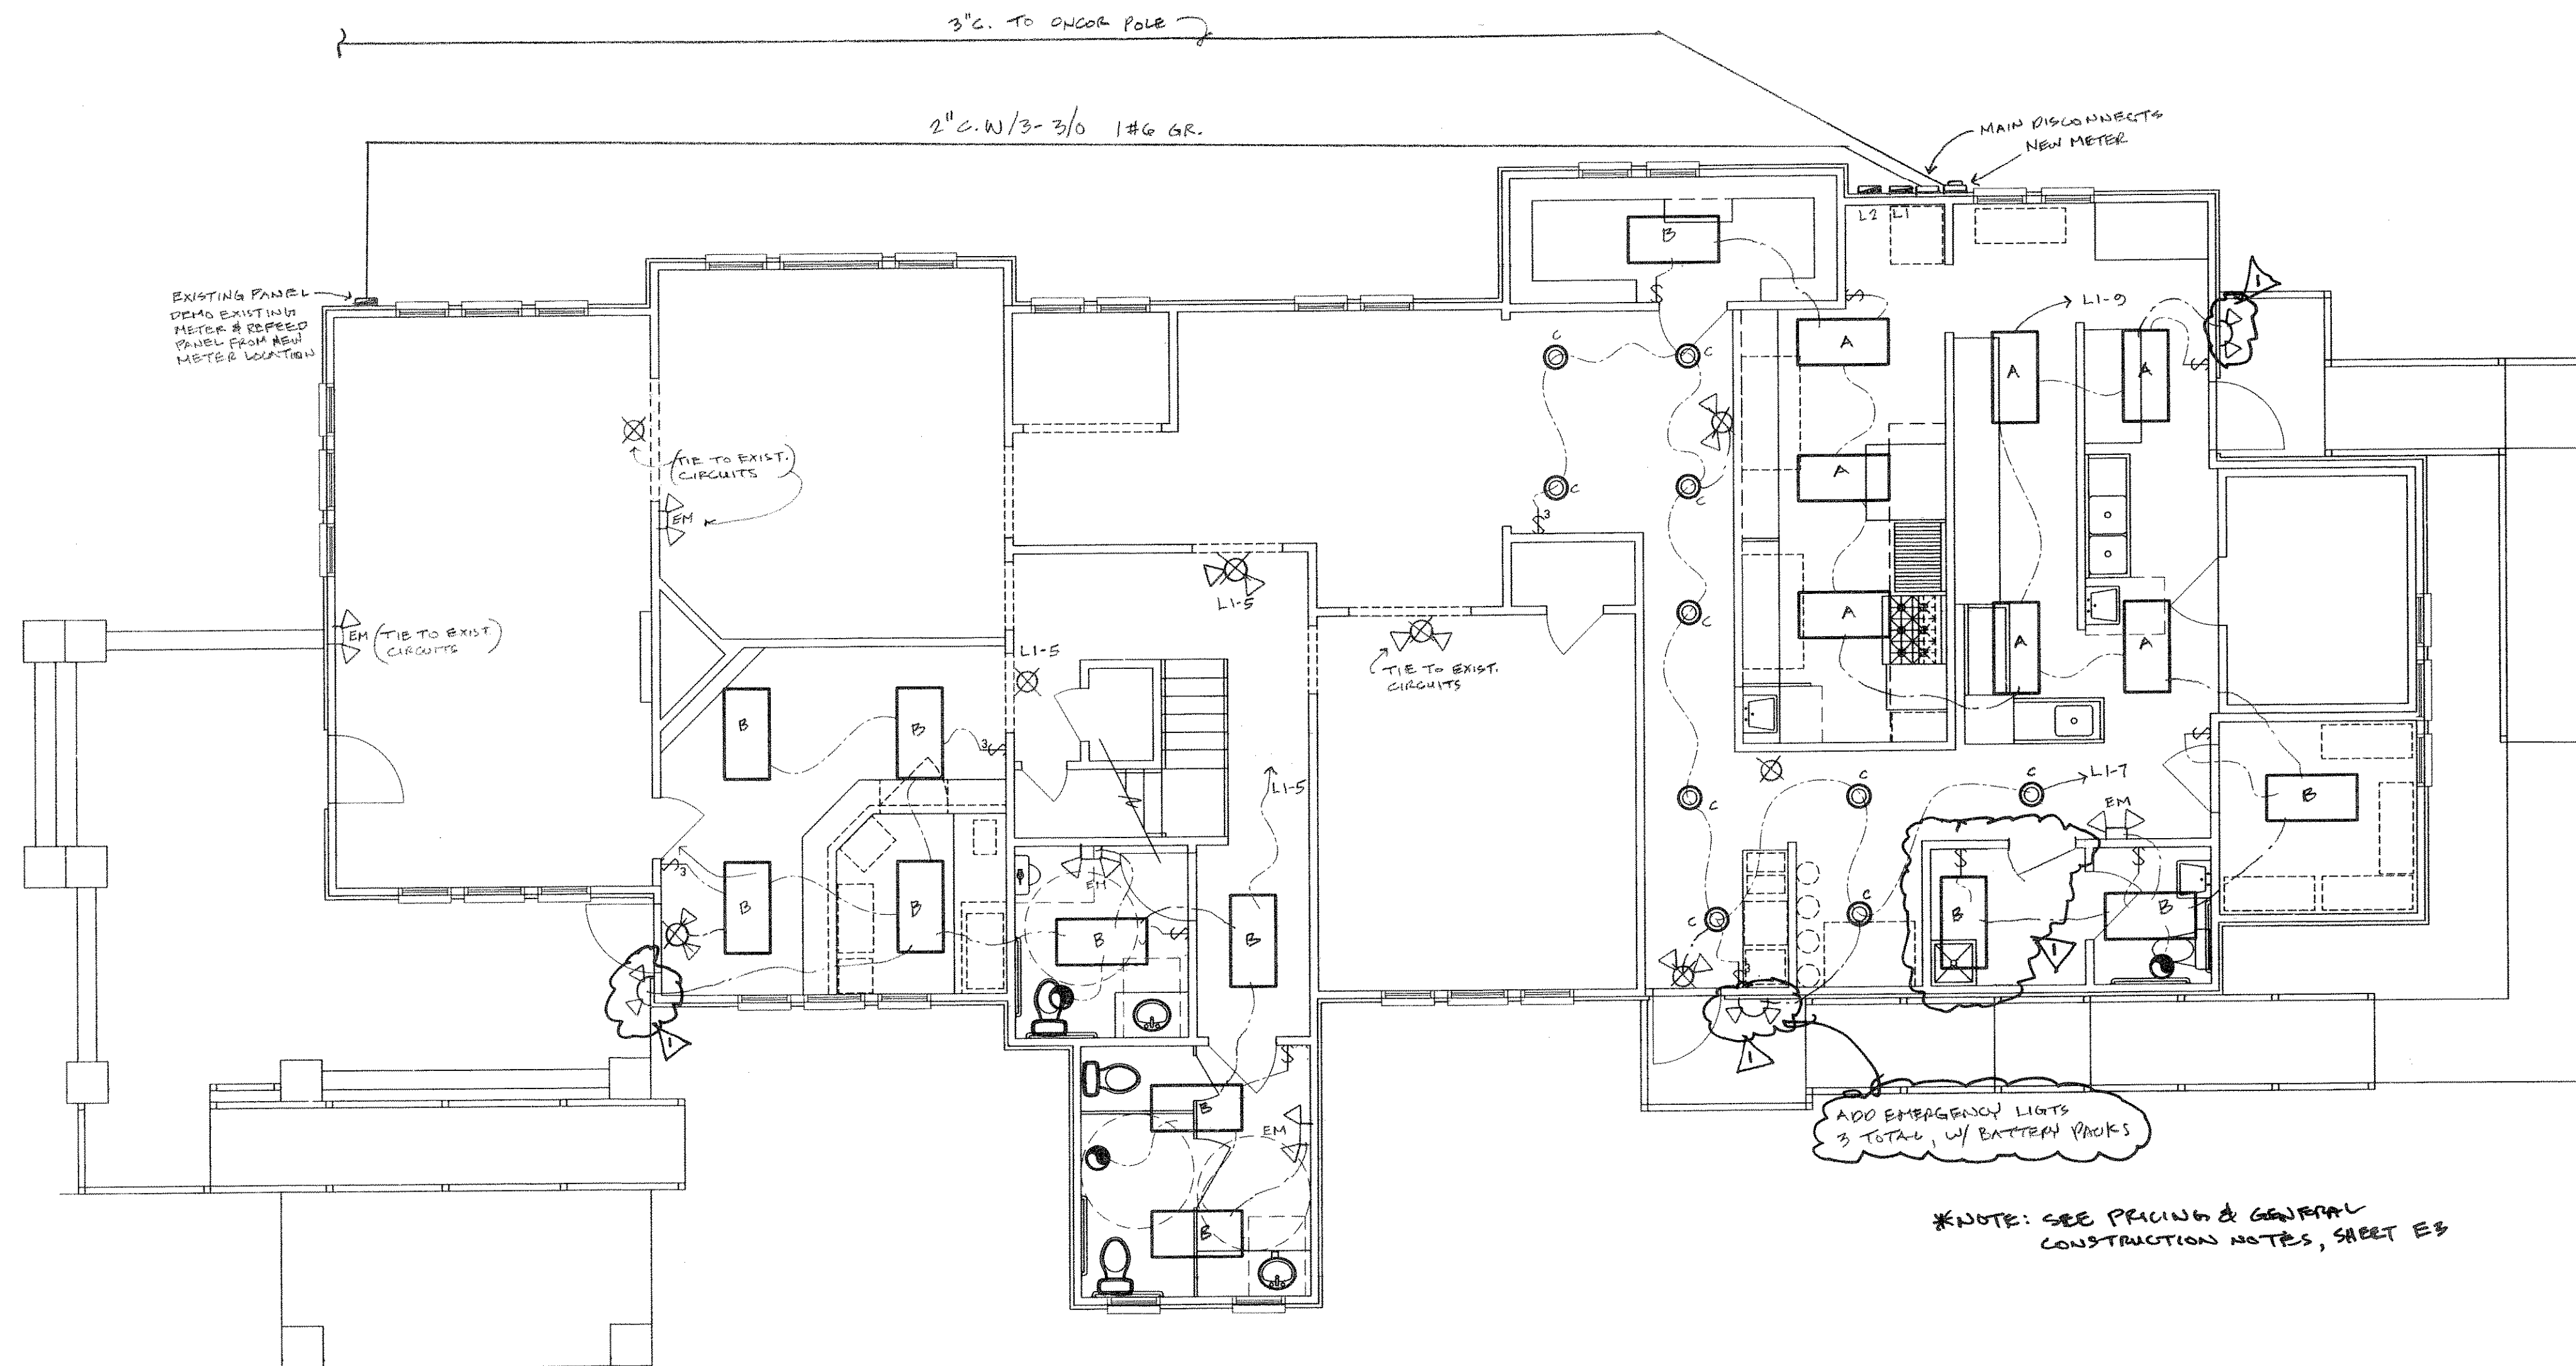 3"C. TO ONCOR POLE
2"C. W/3- 3/0 1#6 GR.
MAIN DISCONNECTS
NEW METER
L2 L1
B
EXISTING PANEL
DEMO EXISTING
METER & REFEED
PANEL FROM NEW
METER LOCATION
1
L1-9
C
C
A
A
A
(TIE TO EXIST.)
CIRCUITS
EM
A
C
C
3
L1-5
A
A
A
C
EM (TIE TO EXIST.)
CIRCUITS
L1-5
TIE TO EXIST.
CIRCUITS
B
B
3
L1-5
C
C
C
L1-7
B
EM
3
EM
B
B
B
B
C
C
B
B
1
3
1
1
B
EM
ADD EMERGENCY LIGTS
3 TOTAL, W/ BATTERY PACKS
B
*NOTE: SEE PRICING & GENERAL
CONSTRUCTION NOTES, SHEET E3